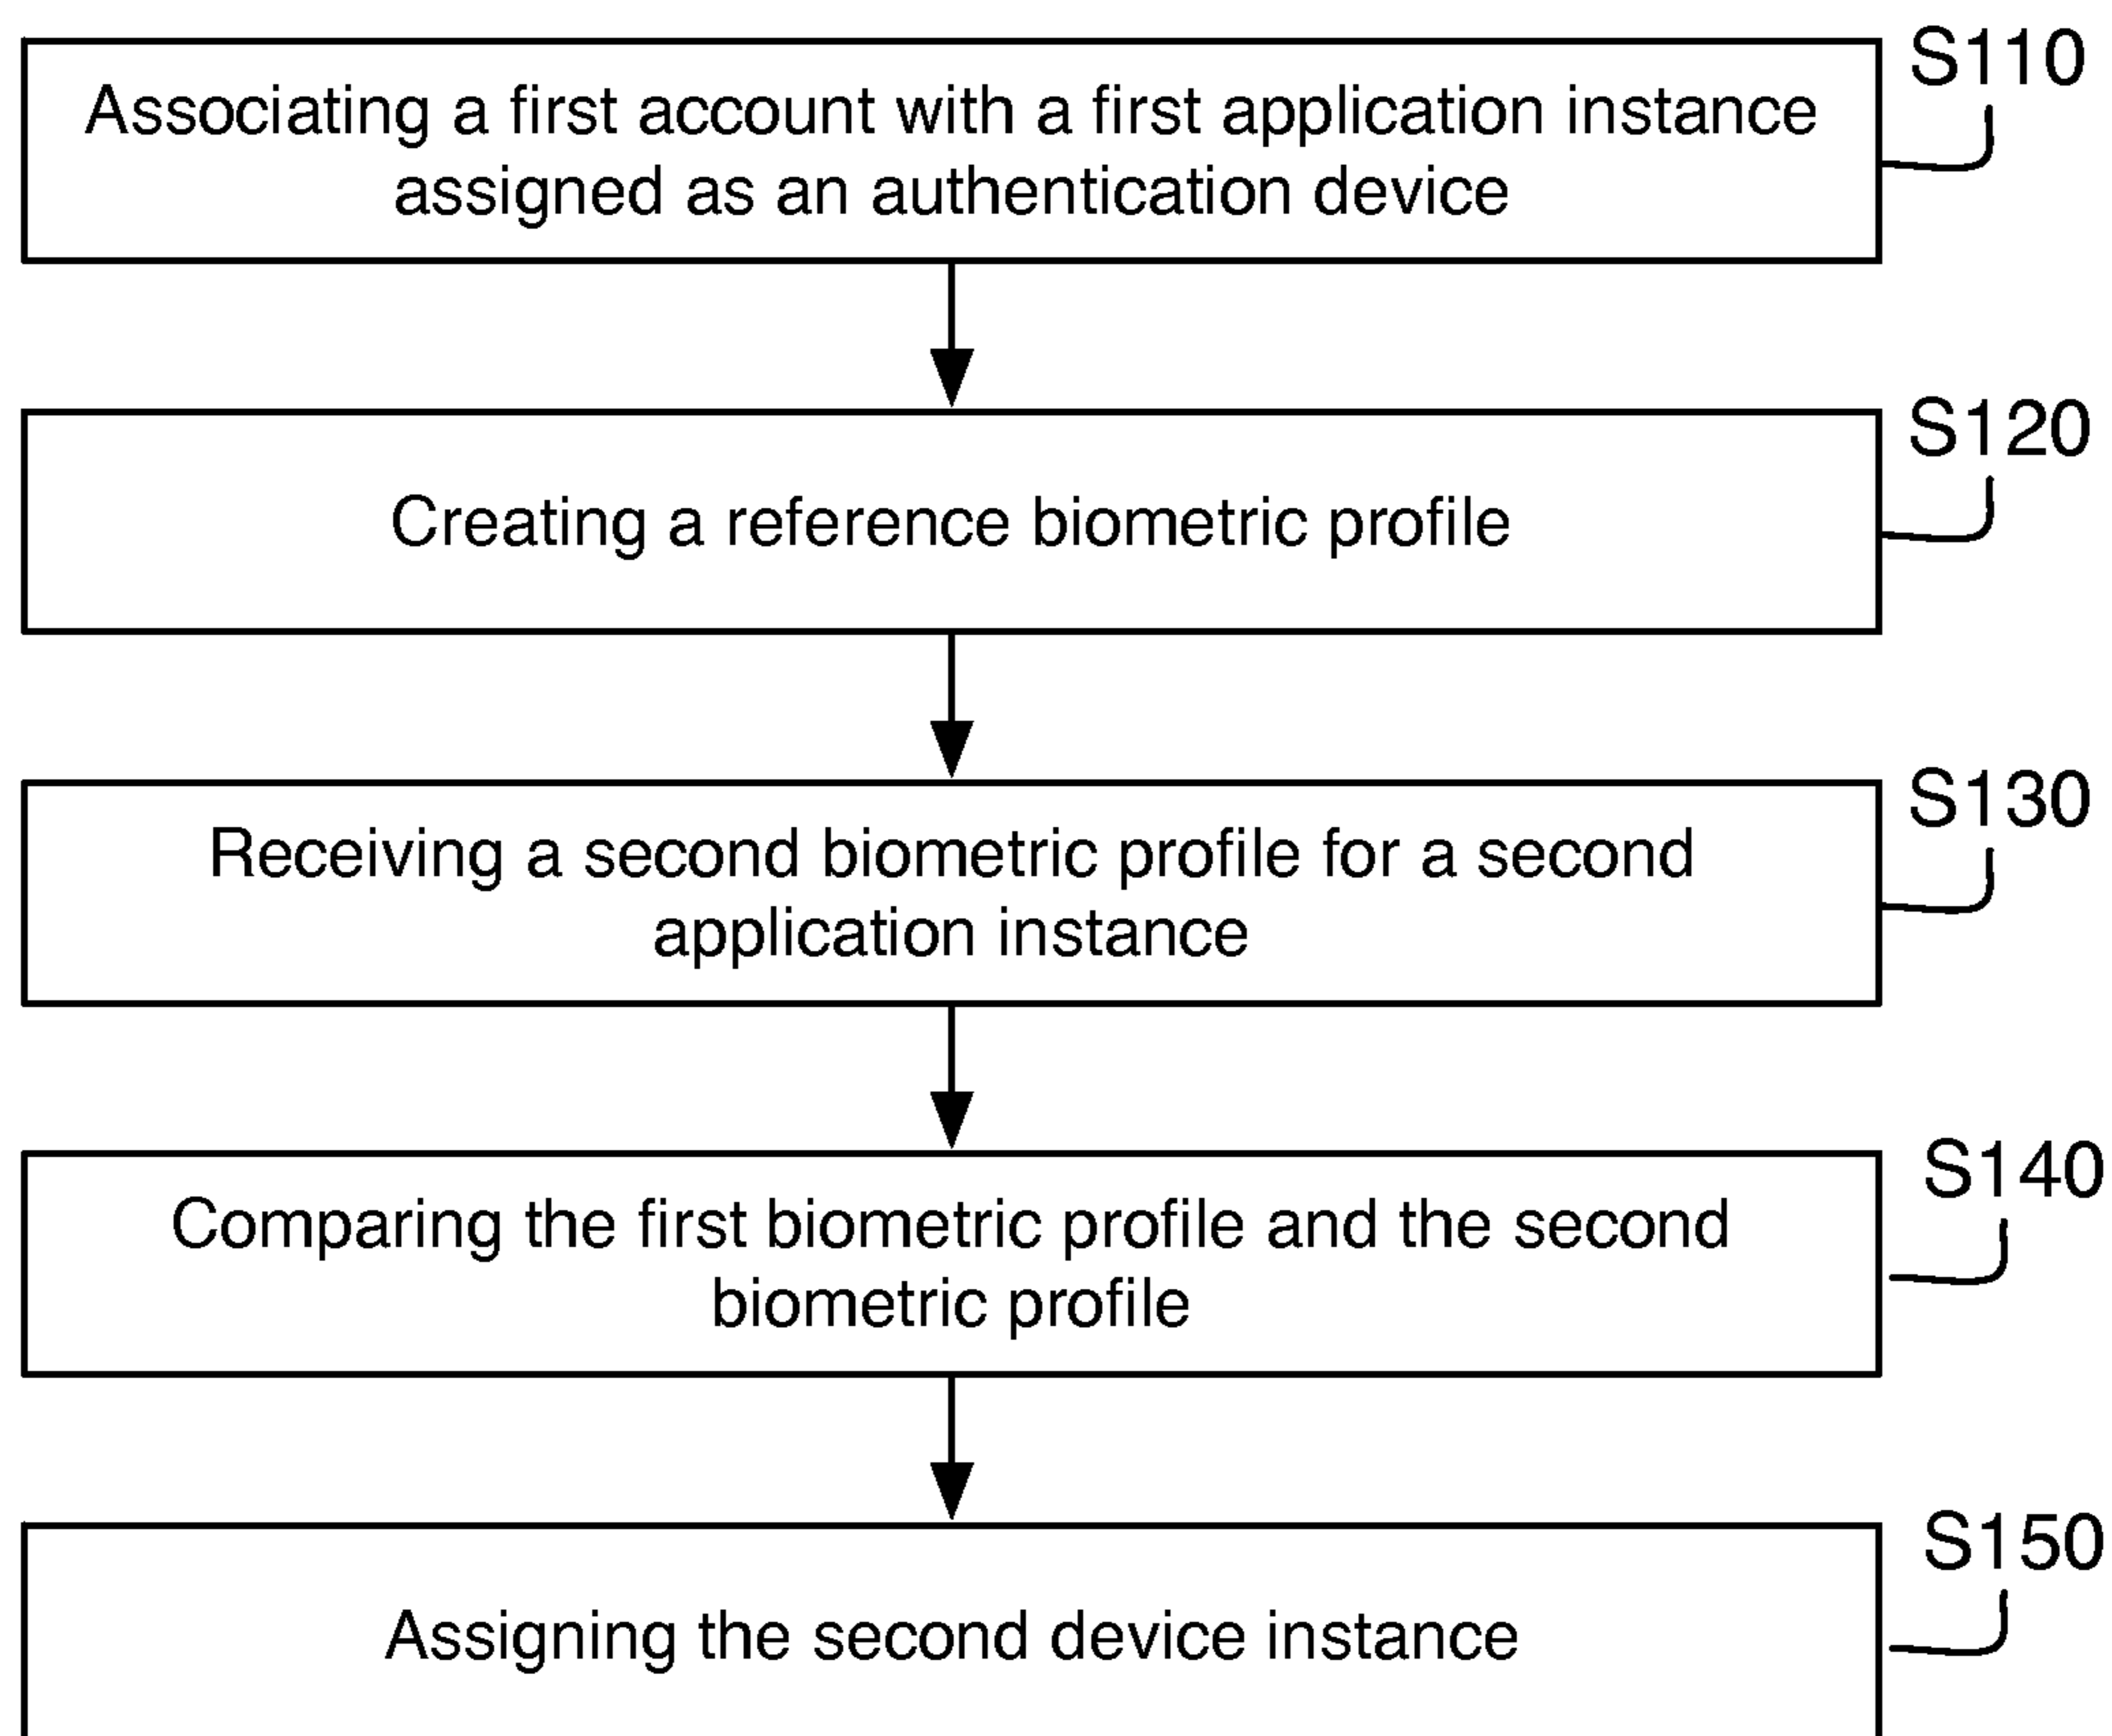 S110
Associating a first account with a first application instance
assigned as an authentication device
S120
Creating a reference biometric profile
S130
Receiving a second biometric profile for a second
application instance
S140
Comparing the first biometric profile and the second
biometric profile
S150
Assigning the second device instance